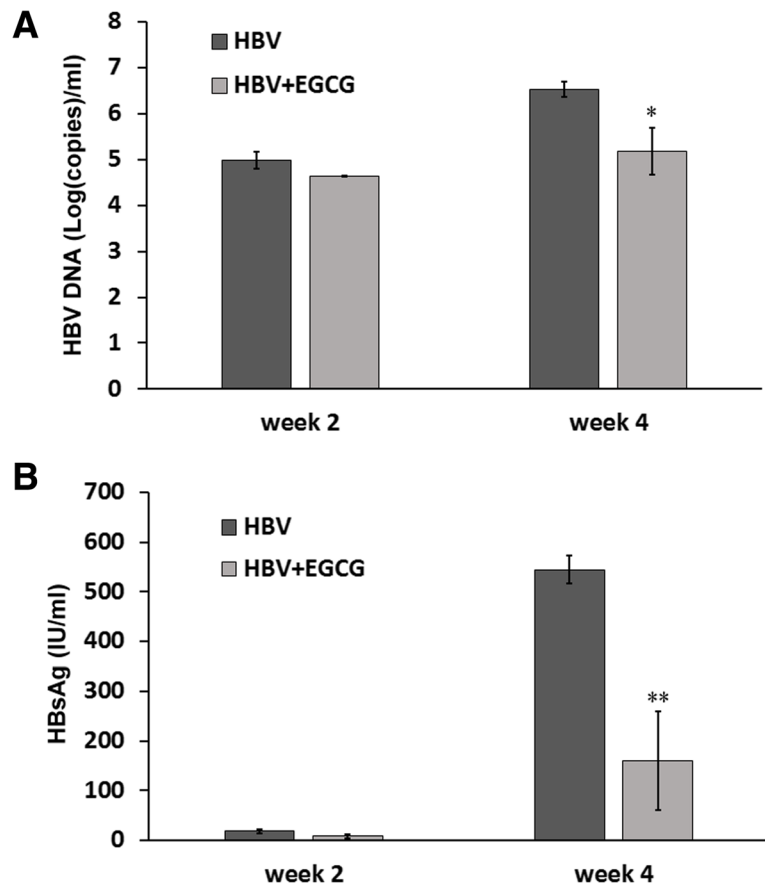 A
HBV DNA (Log(copies)/ml)
8
7
6
5
4
3
2
1
0
HBV
HBV+EGCG
*
week 2
week 4
B
HBsAg (IU/ml)
700
600
500
400
300
200
100
0
HBV
HBV+EGCG
**
week 2
week 4